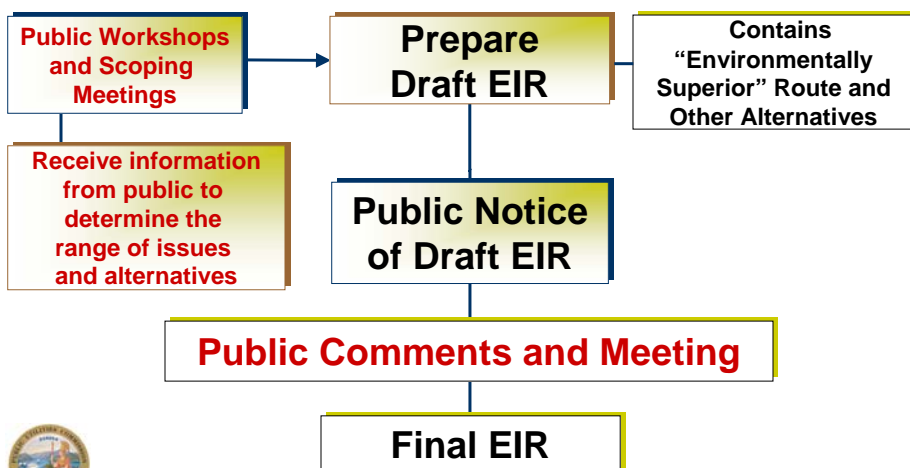 Public Workshops
and Scoping
Meetings
Prepare
Draft EIR
Contains
“Environmentally
Superior” Route and
Other Alternatives
Receive information
from public to
determine the
range of issues
and alternatives
Public Notice
of Draft EIR
Public Comments and Meeting
Final EIR